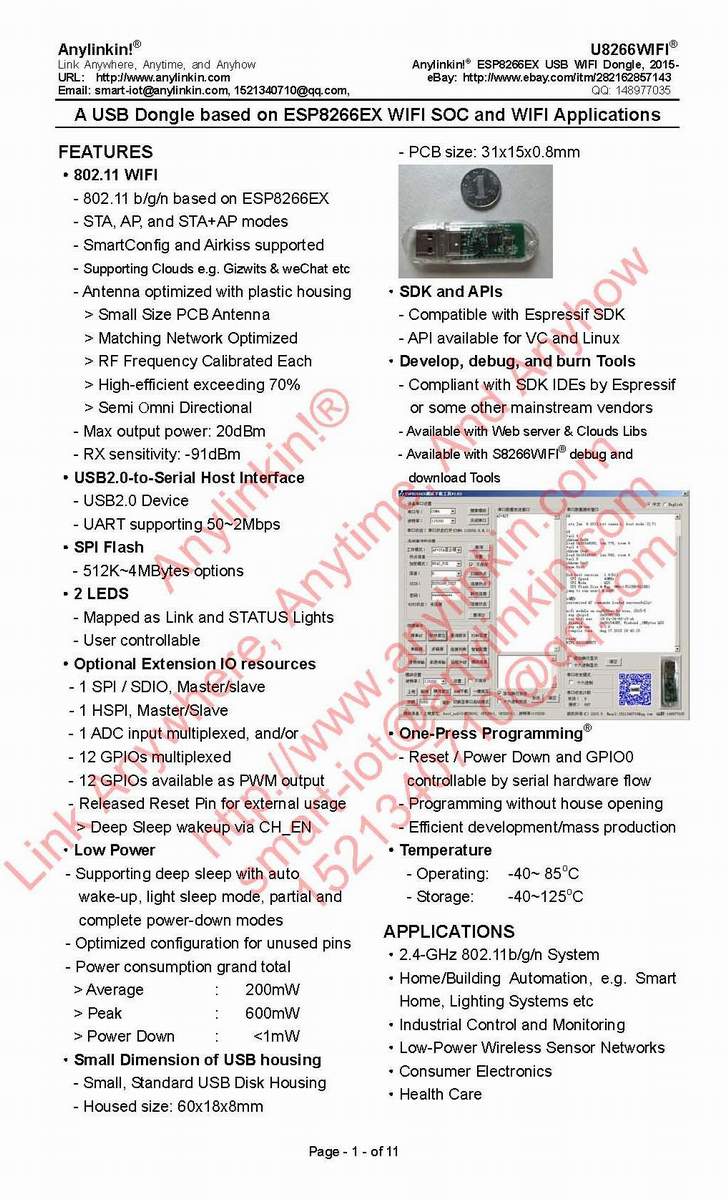 Anylinkin!®
Link Anywhere, Anytime, and Anyhow
URL: http://www.anylinkin.com
Email: smart-iot@anylinkin.com, 1521340710@qq.com,
U8266WIFI®
Anylinkin!® ESP8266EX USB WIFI Dongle, 2015-
eBay: http://www.ebay.com/itm/282162857143
QQ: 148977035
A USB Dongle based on ESP8266EX WIFI SOC and WIFI Applications
FEATURES
• 802.11 WIFI
- 802.11 b/g/n based on ESP8266EX
- STA, AP, and STA+AP modes
- SmartConfig and Airkiss supported
- Supporting Clouds e.g. Gizwits & weChat etc
- Antenna optimized with plastic housing
> Small Size PCB Antenna
> Matching Network Optimized
> RF Frequency Calibrated Each
> High-efficient exceeding 70%
> Semi Omni Directional
- Max output power: 20dBm
- RX sensitivity: -91dBm
• USB2.0-to-Serial Host Interface
- USB2.0 Device
- UART supporting 50~2Mbps
• SPI Flash
- 512K~4MBytes options
• 2 LEDS
- Mapped as Link and STATUS Lights
- User controllable
• Optional Extension IO resources
- 1 SPI / SDIO, Master/slave
- 1 HSPI, Master/Slave
- 1 ADC input multiplexed, and/or
- 12 GPIOs multiplexed
- 12 GPIOs available as PWM output
- Released Reset Pin for external usage
> Deep Sleep wakeup via CH_EN
• Low Power
- Supporting deep sleep with auto
wake-up, light sleep mode, partial and
complete power-down modes
- Optimized configuration for unused pins
- Power consumption grand total
> Average : 200mW
> Peak : 600mW
> Power Down : <1mW
• Small Dimension of USB housing
- Small, Standard USB Disk Housing
- Housed size: 60x18x8mm
- PCB size: 31x15x0.8mm
• SDK and APIs
- Compatible with Espressif SDK
- API available for VC and Linux
• Develop, debug, and burn Tools
- Compliant with SDK IDEs by Espressif
or some other mainstream vendors
- Available with Web server & Clouds Libs
- Available with S8266WIFI® debug and
download Tools
• One-Press Programming®
- Reset / Power Down and GPIO0
controllable by serial hardware flow
- Programming without house opening
- Efficient development/mass production
• Temperature
- Operating: -40~ 85°C
- Storage: -40~125°C
APPLICATIONS
• 2.4-GHz 802.11b/g/n System
• Home/Building Automation, e.g. Smart
Home, Lighting Systems etc
• Industrial Control and Monitoring
• Low-Power Wireless Sensor Networks
• Consumer Electronics
• Health Care
Anylinkin!®
Link Anywhere, Anytime, And Anyhow
http://www.anylinkin.com
smart-iot@anylinkin.com
1521340710@qq.com
Page - 1 - of 11